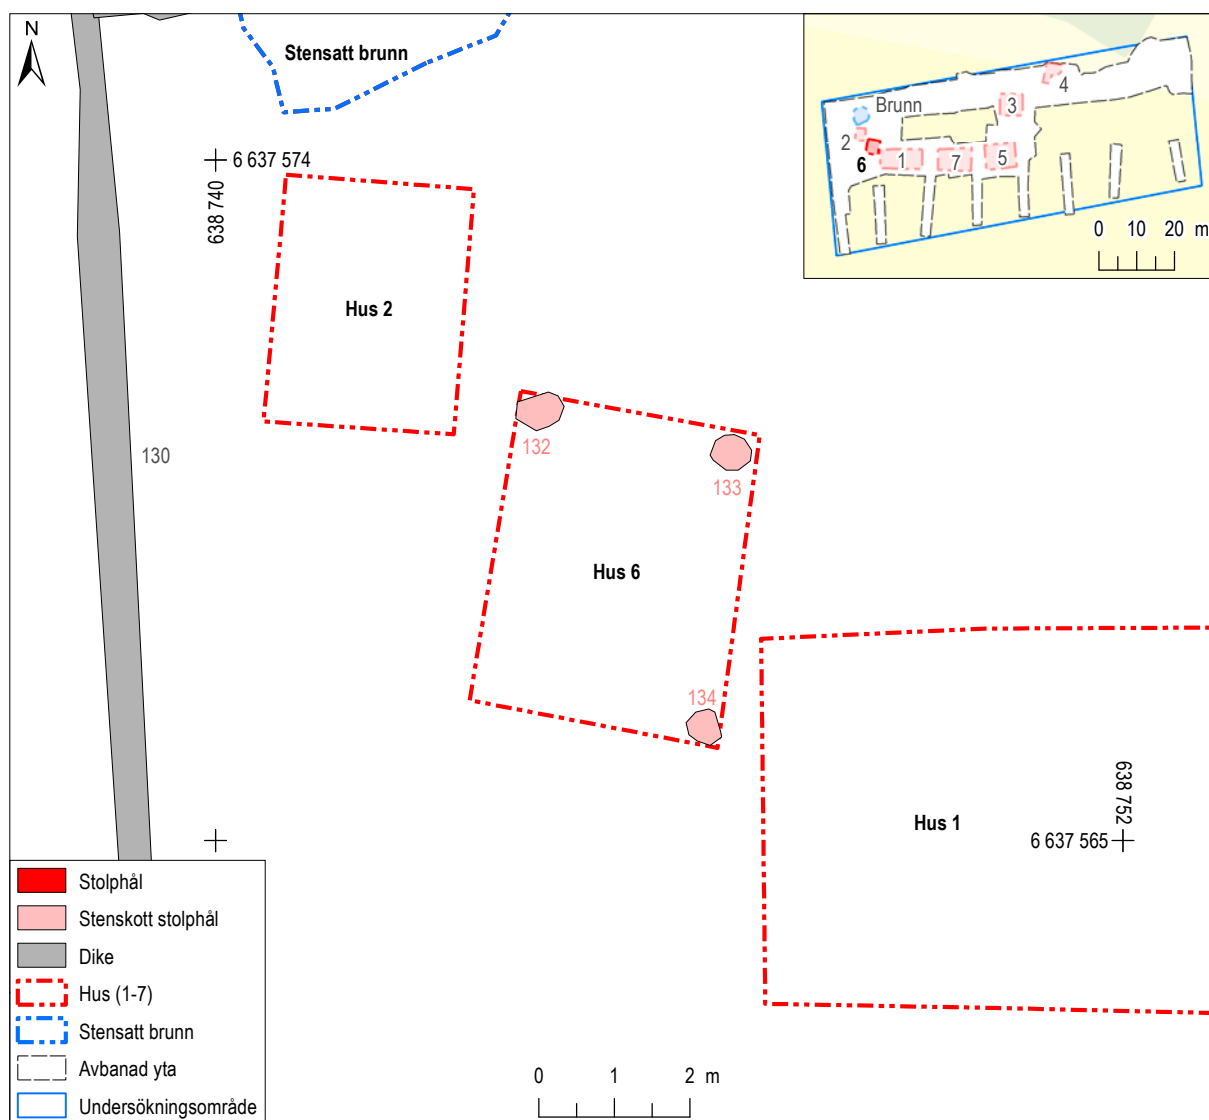 N
Stensatt brunn
6 637 574
638 740
Hus 2
130
132
133
Hus 6
134
Hus 1
638 752
6 637 565
Brunn
4
3
2
6
1
7
5
0 10 20 m
Stolphål
Stenskott stolphål
Dike
Hus (1-7)
Stensatt brunn
Avbanad yta
Undersökningsområde
0 1 2 m